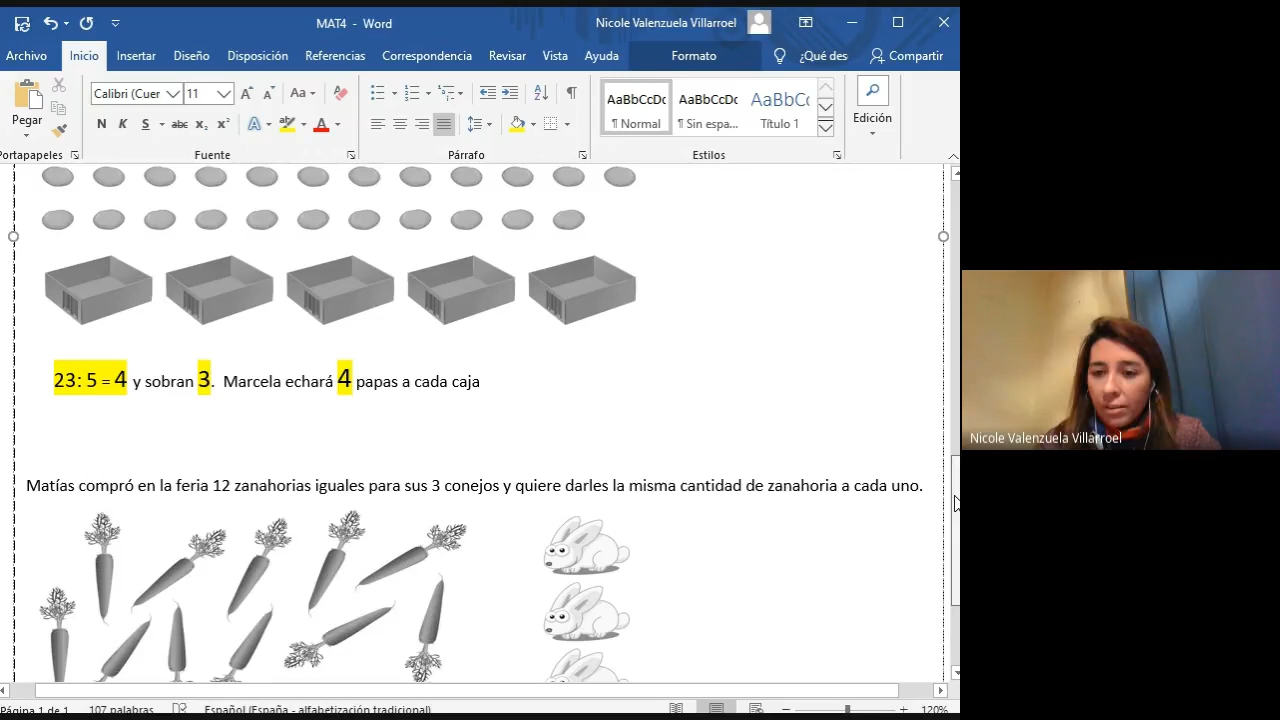 MAT4 - Word
Nicole Valenzuela Villarroel
Archivo Inicio Insertar Diseño Disposición Referencias Correspondencia Revisar Vista Ayuda Formato ¿Qué des Compartir
Calibri (Cuer 11
Aa
AaBbCcDc AaBbCcDc AaBbCc
Pegar
N K S abc x₂ x² A A
¶ Normal ¶ Sin espa... Título 1
Edición
Portapapeles Fuente Párrafo Estilos
23: 5 = 4 y sobran 3. Marcela echará 4 papas a cada caja
Matías compró en la feria 12 zanahorias iguales para sus 3 conejos y quiere darles la misma cantidad de zanahoria a cada uno.
Página 1 de 1 107 palabras Español (España - alfabetización tradicional) 120%
Nicole Valenzuela Villarroel